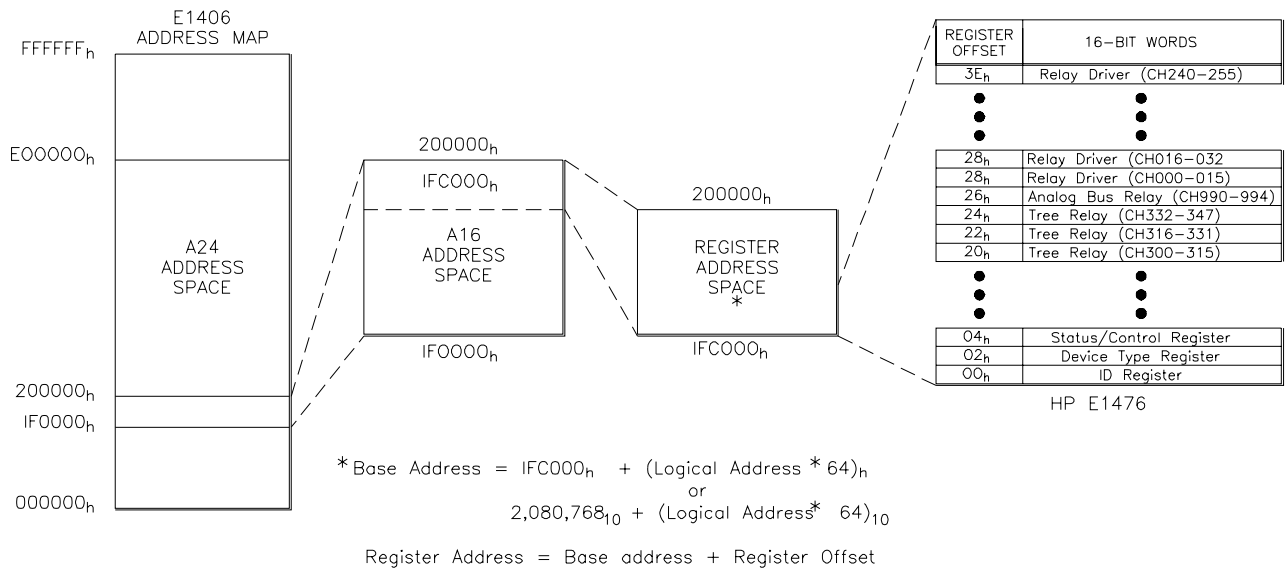 E1406
ADDRESS MAP
FFFFFFh
E00000h
A24
ADDRESS
SPACE
200000h
IF0000h
000000h
200000h
IFC000h
A16
ADDRESS
SPACE
IF0000h
200000h
REGISTER
ADDRESS
SPACE
*
IFC000h
REGISTER
OFFSET
16-BIT WORDS
3Eh Relay Driver (CH240-255)
28h Relay Driver (CH016-032
28h Relay Driver (CH000-015)
26h Analog Bus Relay (CH990-994)
24h Tree Relay (CH332-347)
22h Tree Relay (CH316-331)
20h Tree Relay (CH300-315)
04h Status/Control Register
02h Device Type Register
00h ID Register
HP E1476
*Base Address = IFC000h + (Logical Address * 64)h
or
2,080,76810 + (Logical Address* 64)10
Register Address = Base address + Register Offset